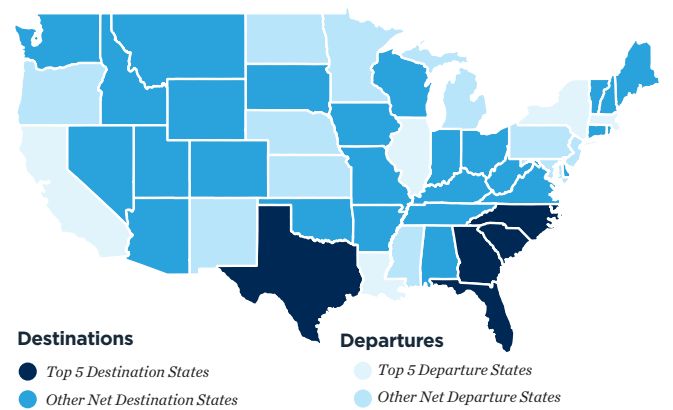 Destinations
Top 5 Destination States
Other Net Destination States
Departures
Top 5 Departure States
Other Net Departure States